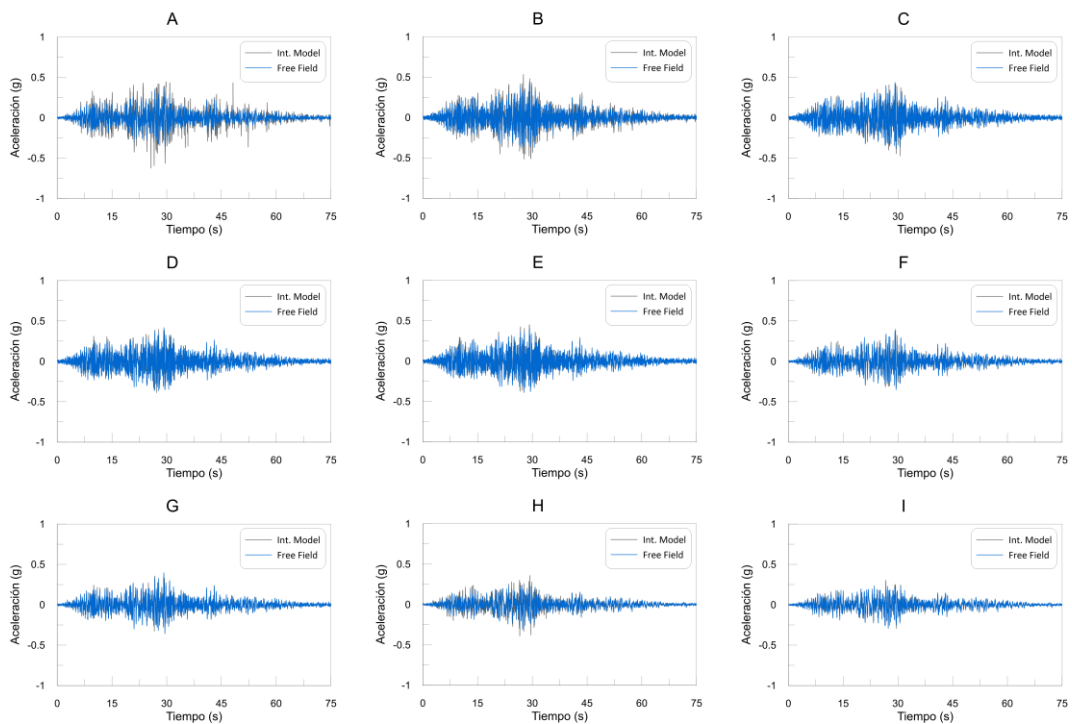 A
1
0.5
0
-0.5
-1
Aceleración (g)
Int. Model
Free Field
0 15 30 45 60 75
Tiempo (s)
B
1
0.5
0
-0.5
-1
Aceleración (g)
Int. Model
Free Field
0 15 30 45 60 75
Tiempo (s)
C
1
0.5
0
-0.5
-1
Aceleración (g)
Int. Model
Free Field
0 15 30 45 60 75
Tiempo (s)
D
1
0.5
0
-0.5
-1
Aceleración (g)
Int. Model
Free Field
0 15 30 45 60 75
Tiempo (s)
E
1
0.5
0
-0.5
-1
Aceleración (g)
Int. Model
Free Field
0 15 30 45 60 75
Tiempo (s)
F
1
0.5
0
-0.5
-1
Aceleración (g)
Int. Model
Free Field
0 15 30 45 60 75
Tiempo (s)
G
1
0.5
0
-0.5
-1
Aceleración (g)
Int. Model
Free Field
0 15 30 45 60 75
Tiempo (s)
H
1
0.5
0
-0.5
-1
Aceleración (g)
Int. Model
Free Field
0 15 30 45 60 75
Tiempo (s)
I
1
0.5
0
-0.5
-1
Aceleración (g)
Int. Model
Free Field
0 15 30 45 60 75
Tiempo (s)